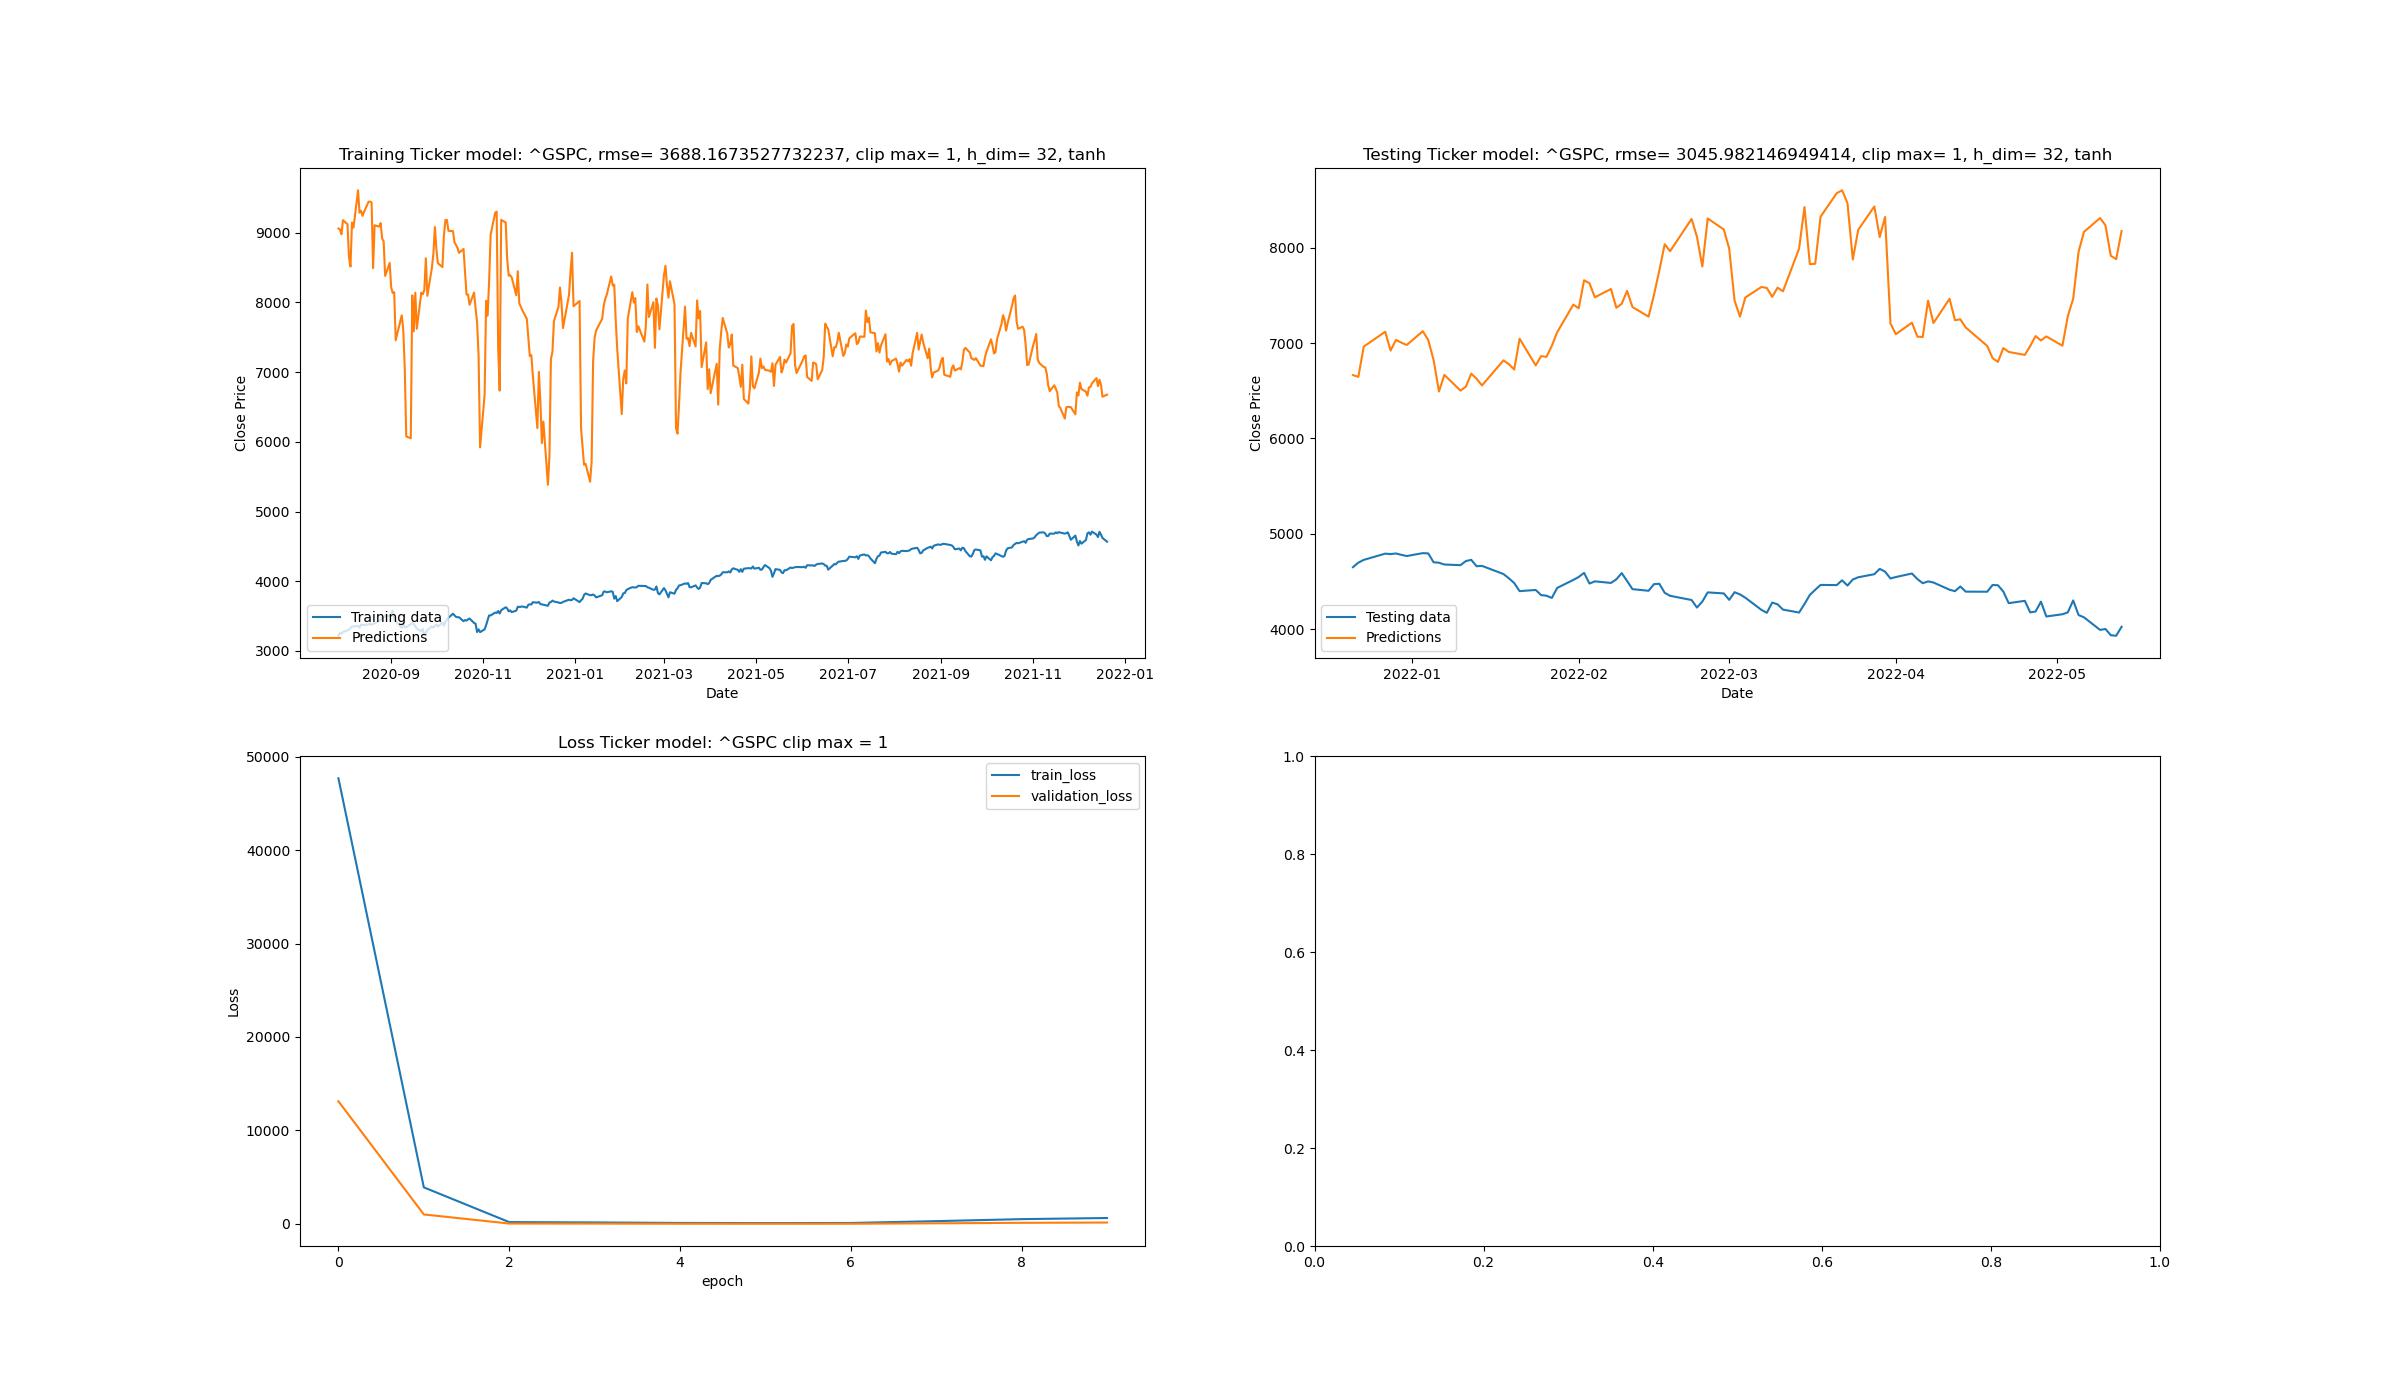 Training Ticker model: ^GSPC, rmse= 3688.1673527732237, clip max= 1, h_dim= 32, tanh
Close Price
9000
8000
7000
6000
5000
4000
3000
Training data
Predictions
2020-09 2020-11 2021-01 2021-03 2021-05 2021-07 2021-09 2021-11 2022-01
Date
Testing Ticker model: ^GSPC, rmse= 3045.982146949414, clip max= 1, h_dim= 32, tanh
Close Price
8000
7000
6000
5000
4000
Testing data
Predictions
2022-01 2022-02 2022-03 2022-04 2022-05
Date
Loss Ticker model: ^GSPC clip max = 1
Loss
50000
40000
30000
20000
10000
0
train_loss
validation_loss
0 2 4 6 8
epoch
1.0
0.8
0.6
0.4
0.2
0.0
0.0 0.2 0.4 0.6 0.8 1.0